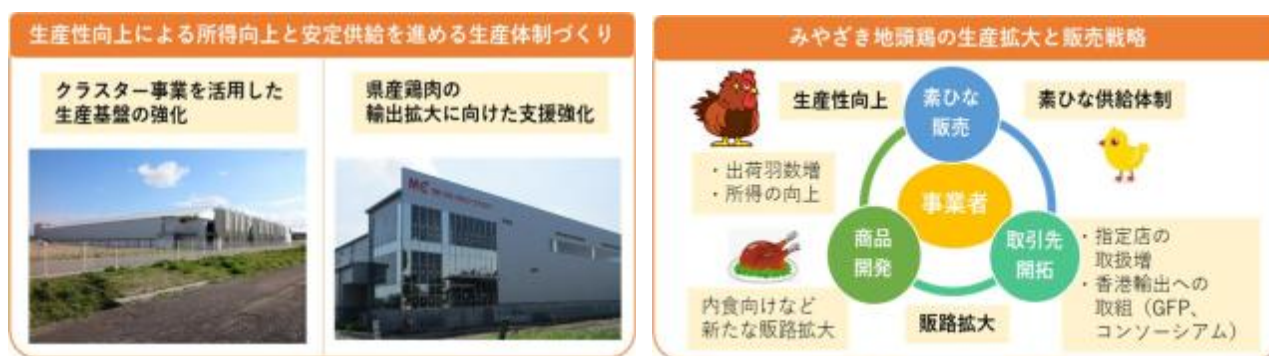 生産性向上による所得向上と安定供給を進める生産体制づくり
クラスター事業を活用した
生産基盤の強化
県産鶏肉の
輸出拡大に向けた支援強化
みやざき地頭鶏の生産拡大と販売戦略
生産性向上
素ひな
販売
素ひな供給体制
・出荷羽数増
・所得の向上
事業者
商品
開発
取引先
開拓
・指定店の
取扱増
・香港輸出への
取組（GFP、
コンソーシアム）
内食向けなど
新たな販路拡大
販路拡大